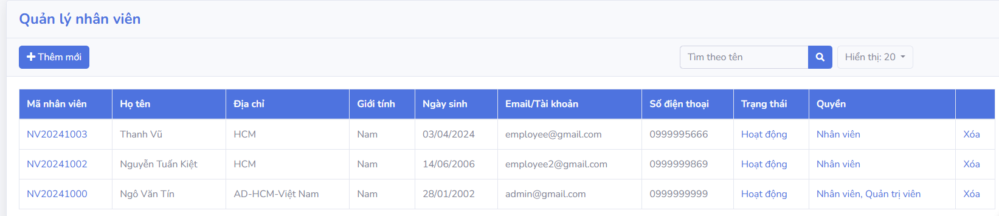 Quản lý nhân viên
Thêm mới
Tìm theo tên
Hiển thị: 20
Mã nhân viên Họ tên Địa chỉ Giới tính Ngày sinh Email/Tài khoản Số điện thoại Trạng thái Quyền
NV20241003 Thanh Vũ HCM Nam 03/04/2024 employee@gmail.com 0999995666 Hoạt động Nhân viên Xóa
NV20241002 Nguyễn Tuấn Kiệt HCM Nam 14/06/2006 employee2@gmail.com 0999999869 Hoạt động Nhân viên Xóa
NV20241000 Ngô Văn Tín AD-HCM-Việt Nam Nam 28/01/2002 admin@gmail.com 0999999999 Hoạt động Nhân viên, Quản trị viên Xóa